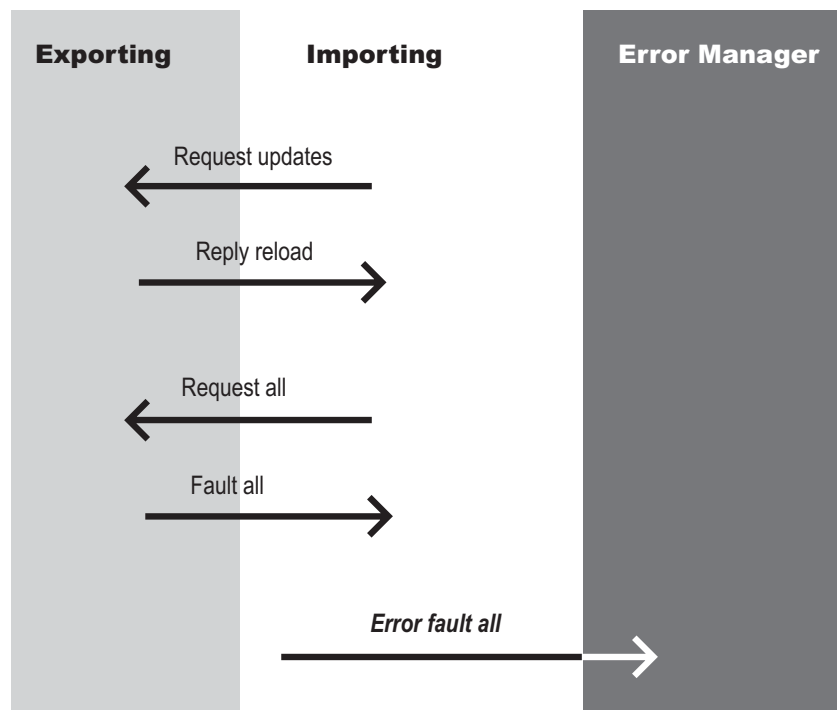 Exporting
Importing
Error Manager
Request updates
Reply reload
Request all
Fault all
Error fault all